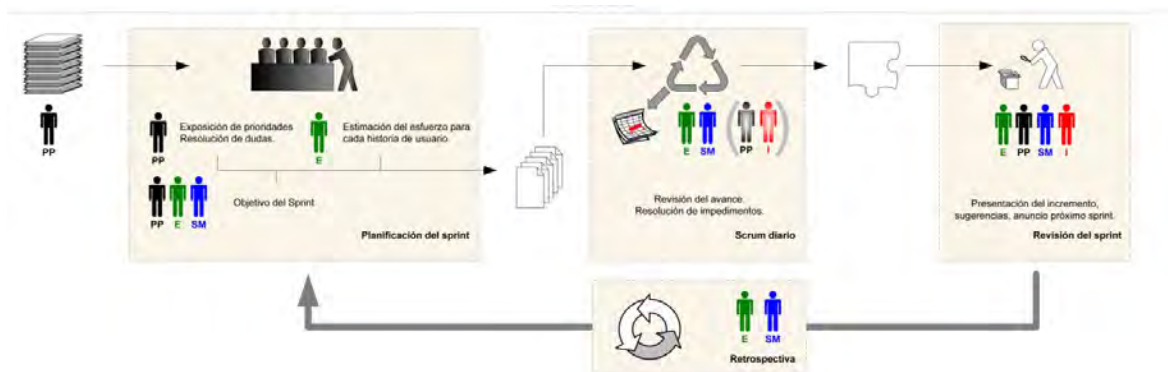 PP
Exposición de prioridades
Resolución de dudas.
PP
Estimación del esfuerzo para
cada historia de usuario.
E
Objetivo del Sprint
PP E SM
Planificación del sprint
E SM PP I
Revisión del avance.
Resolución de impedimentos.
Scrum diario
E PP SM I
Presentación del incremento,
sugerencias, anuncio próximo sprint.
Revisión del sprint
E SM
Retrospectiva